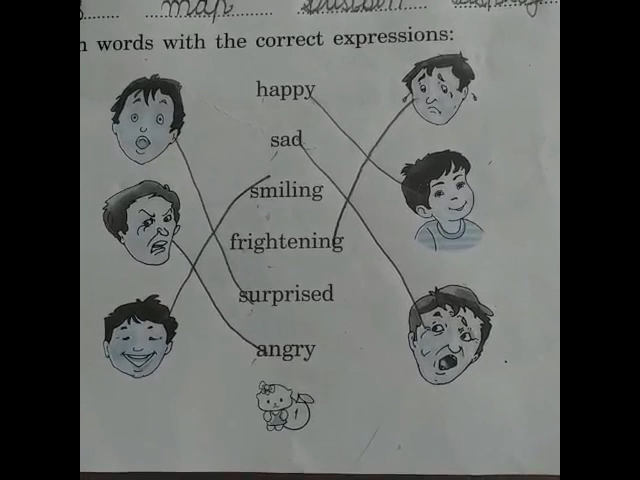 map
n words with the correct expressions:
happy
sad
smiling
frightening
surprised
angry